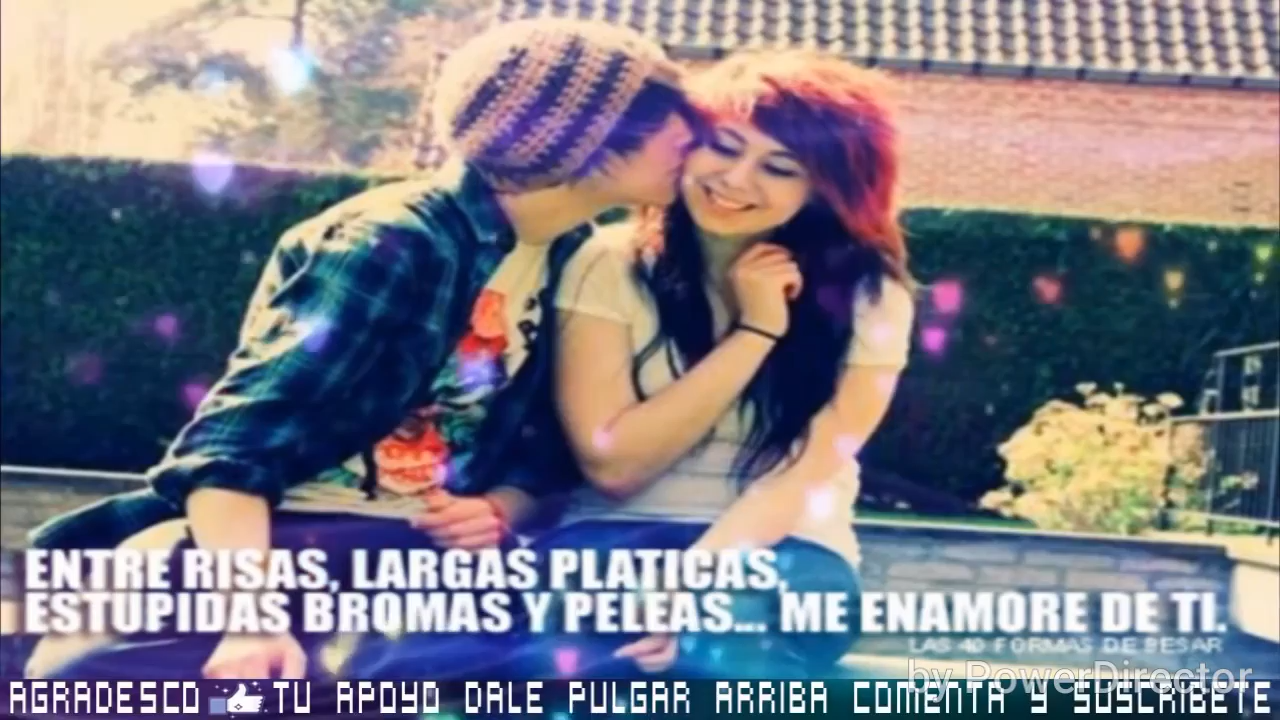 ENTRE RISAS, LARGAS PLATICAS,
ESTUPIDAS BROMAS Y PELEAS... ME ENAMORE DE TI.
LAS 40 FORMAS DE BESAR
by PowerDirector
AGRADESCO TU APOYO DALE PULGAR ARRIBA COMENTA Y SUSCRIBETE